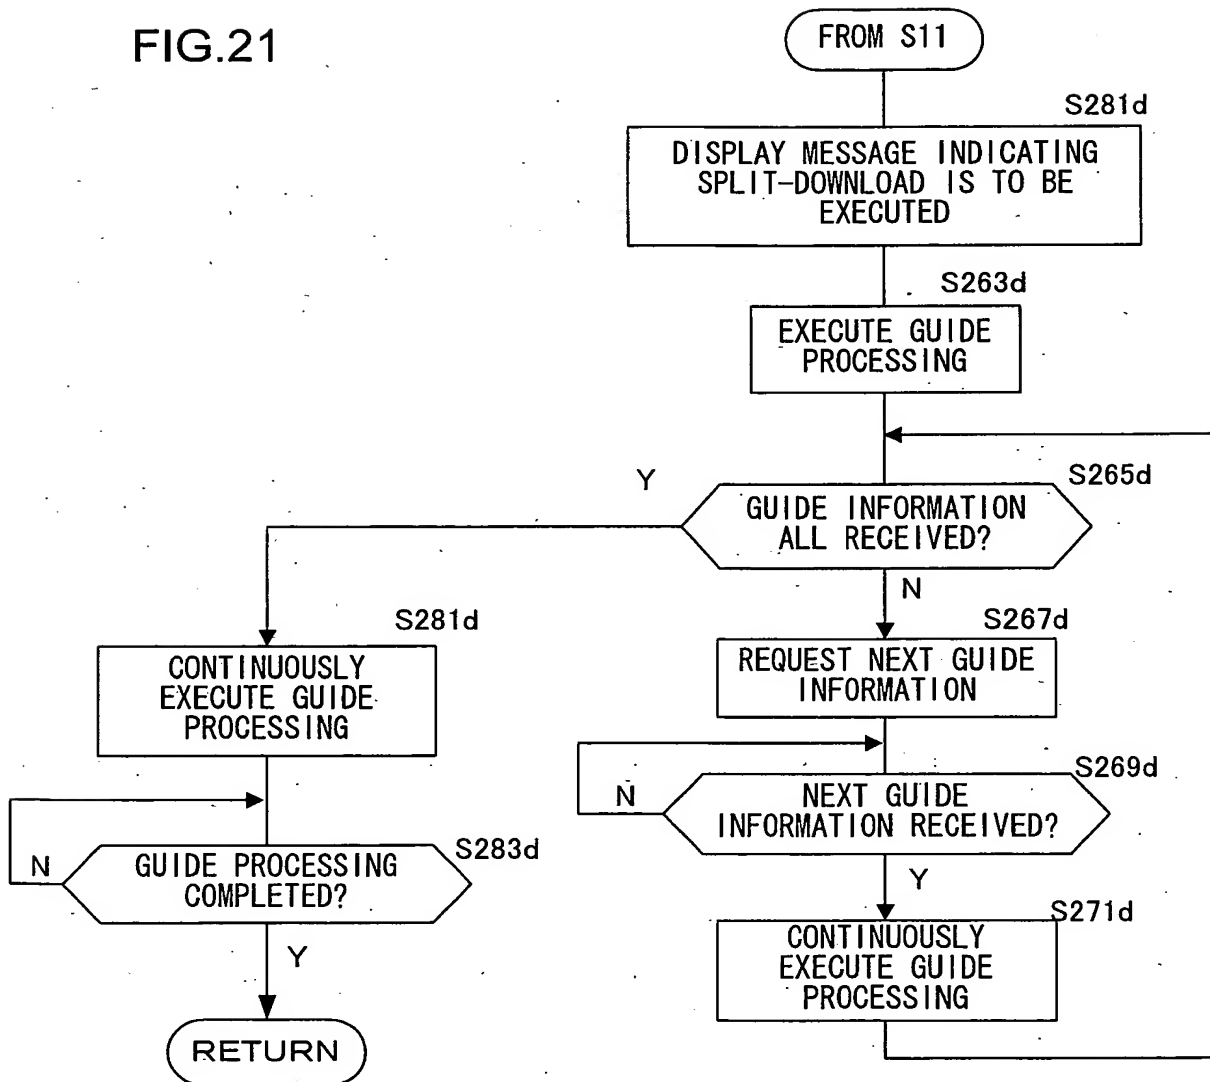 FIG.21
FROM S11
S281d
DISPLAY MESSAGE INDICATING
SPLIT-DOWNLOAD IS TO BE
EXECUTED
S263d
EXECUTE GUIDE
PROCESSING
S265d
GUIDE INFORMATION
ALL RECEIVED?
Y
N
S267d
REQUEST NEXT GUIDE
INFORMATION
S269d
NEXT GUIDE
INFORMATION RECEIVED?
N
Y
S271d
CONTINUOUSLY
EXECUTE GUIDE
PROCESSING
S281d
CONTINUOUSLY
EXECUTE GUIDE
PROCESSING
S283d
GUIDE PROCESSING
COMPLETED?
N
Y
RETURN